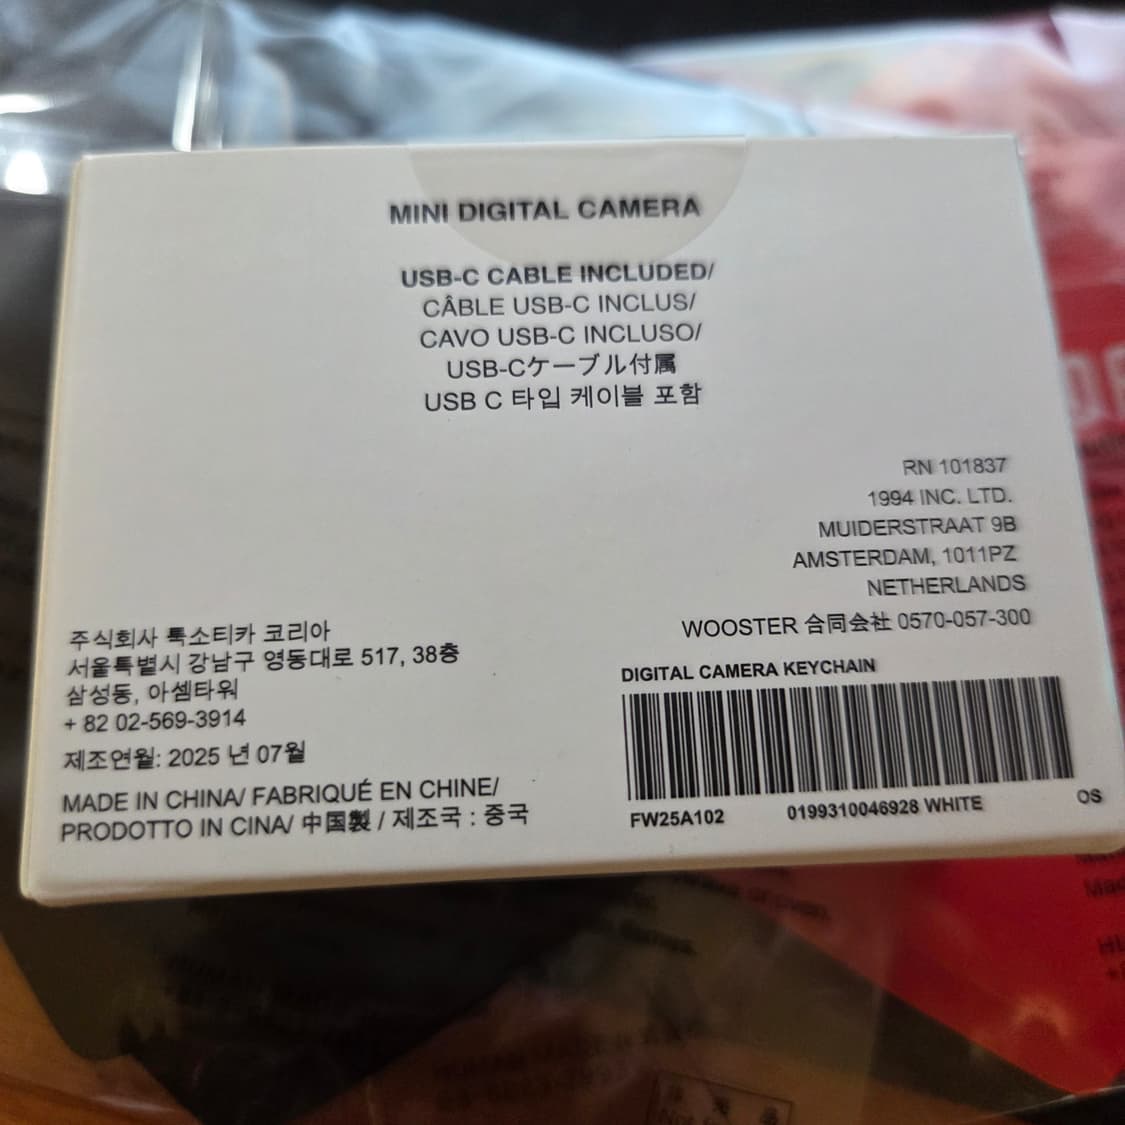 MINI DIGITAL CAMERA
USB-C CABLE INCLUDED/
CÂBLE USB-C INCLUS/
CAVO USB-C INCLUSO/
USB-Cケーブル付属
USB C 타입 케이블 포함
RN 101837
1994 INC. LTD.
MUIDERSTRAAT 9B
AMSTERDAM, 1011PZ
NETHERLANDS
WOOSTER 合同会社 0570-057-300
주식회사 툭소티카 코리아
서울특별시 강남구 영동대로 517, 38층
삼성동, 아셈타워
+ 82 02-569-3914
제조연월: 2025 년 07월
MADE IN CHINA/ FABRIQUÉ EN CHINE/
PRODOTTO IN CINA/ 中国製 / 제조국 : 중국
DIGITAL CAMERA KEYCHAIN
FW25A102 0199310046928 WHITE OS